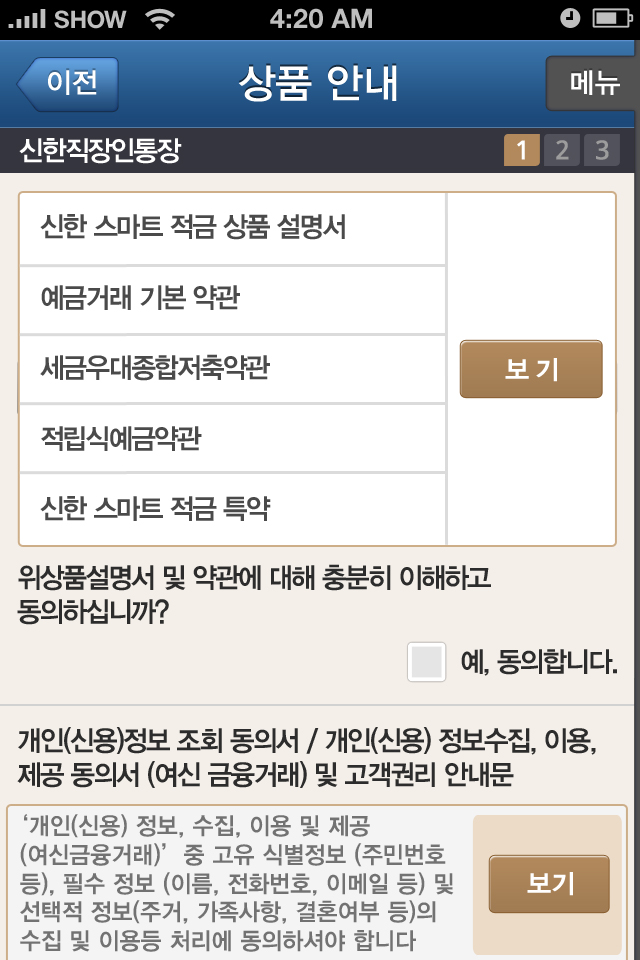 SHOW 4:20 AM
이전 상품 안내 메뉴
신한직장인통장 1 2 3
신한 스마트 적금 상품 설명서
예금거래 기본 약관
세금우대종합저축약관
보 기
적립식예금약관
신한 스마트 적금 특약
위상품설명서 및 약관에 대해 충분히 이해하고
동의하십니까?
예, 동의합니다.
개인(신용)정보 조회 동의서 / 개인(신용) 정보수집, 이용,
제공 동의서 (여신 금융거래) 및 고객권리 안내문
‘개인(신용) 정보, 수집, 이용 및 제공
(여신금융거래)’ 중 고유 식별정보 (주민번호
등), 필수 정보 (이름, 전화번호, 이메일 등) 및
선택적 정보(주거, 가족사항, 결혼여부 등)의
수집 및 이용등 처리에 동의하셔야 합니다
보기